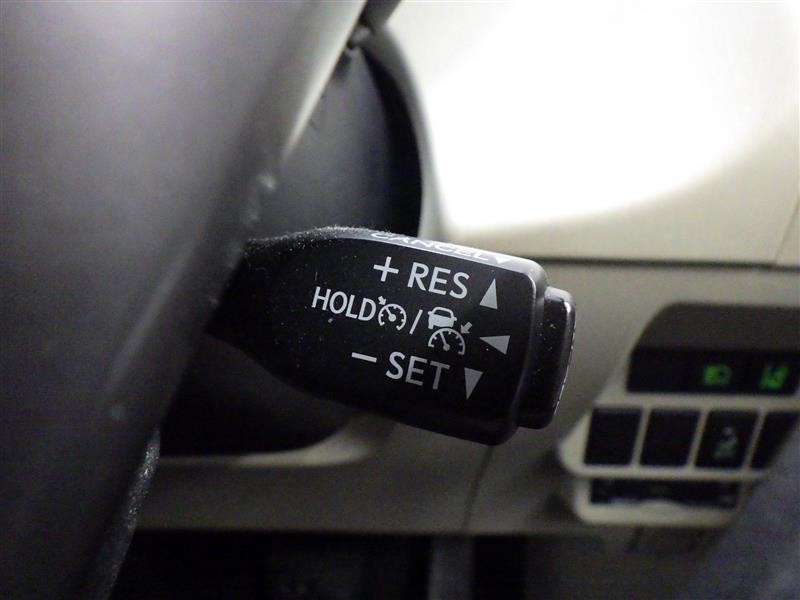 CANCEL▼
+ RES ▲
HOLD / ◀
− SET ▼